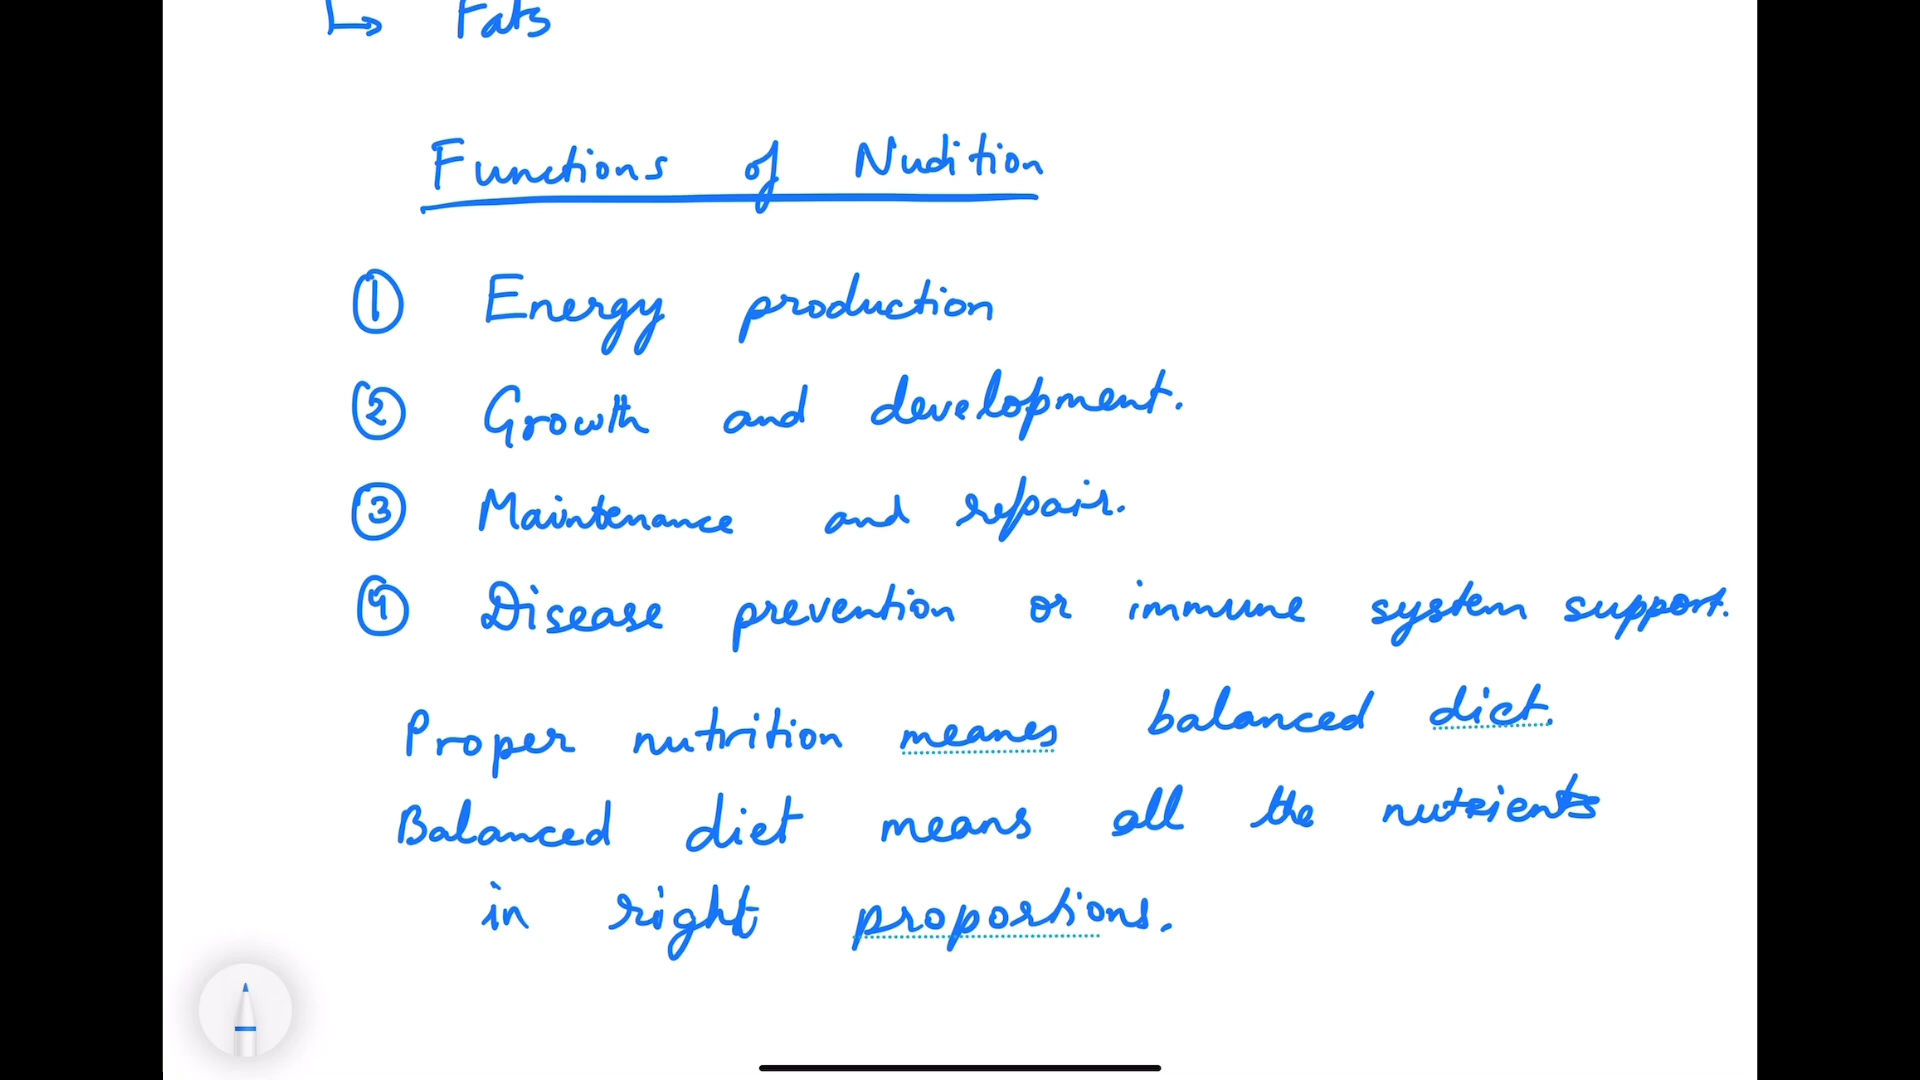 ↳ Fats
Functions of Nudition
① Energy production
② Growth and development.
③ Maintenance and repair.
④ Disease prevention or immune system support.
Proper nutrition meanes balanced diet.
Balanced diet means all the nutrients
in right proportions.